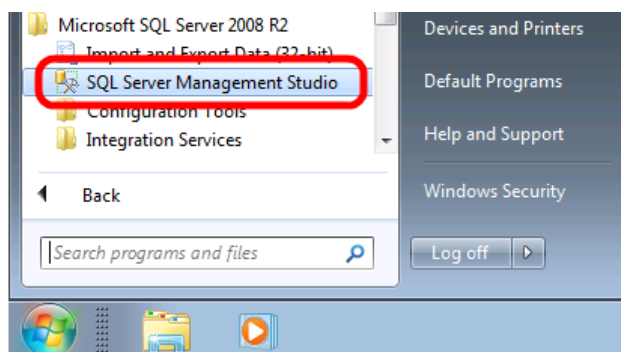 Microsoft SQL Server 2008 R2
Import and Export Data (32-bit)
SQL Server Management Studio
Configuration Tools
Integration Services
Back
Search programs and files
Devices and Printers
Default Programs
Help and Support
Windows Security
Log off